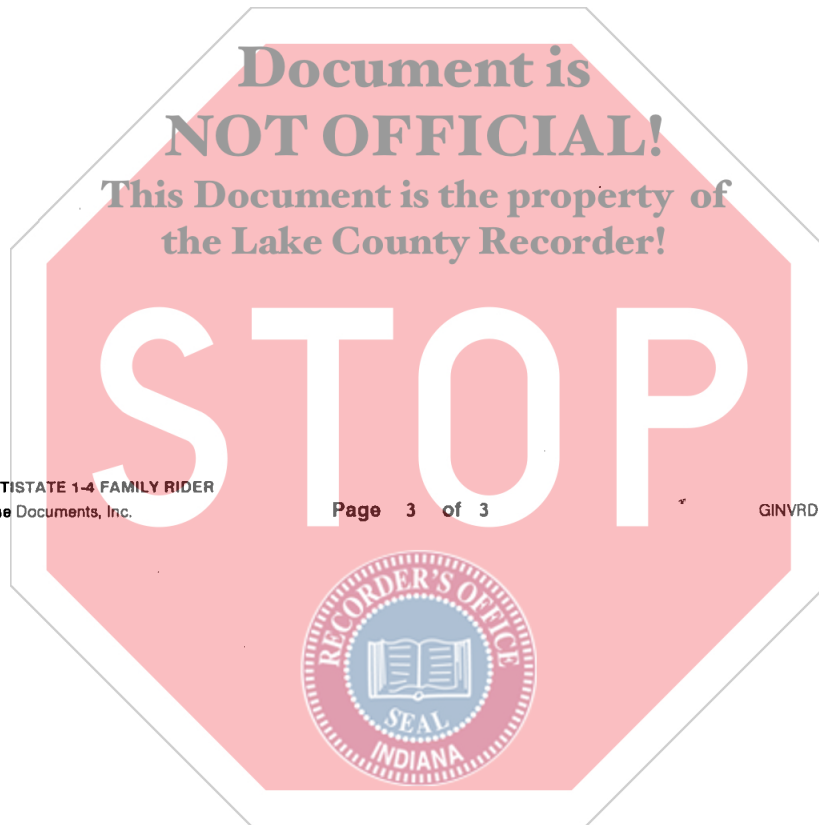 Document is
NOT OFFICIAL!
This Document is the property of
the Lake County Recorder!
STOP
TISTATE 1-4 FAMILY RIDER
e Documents, Inc.
Page 3 of 3
GINVRD
RECORDER'S OFFICE
SEAL
INDIANA